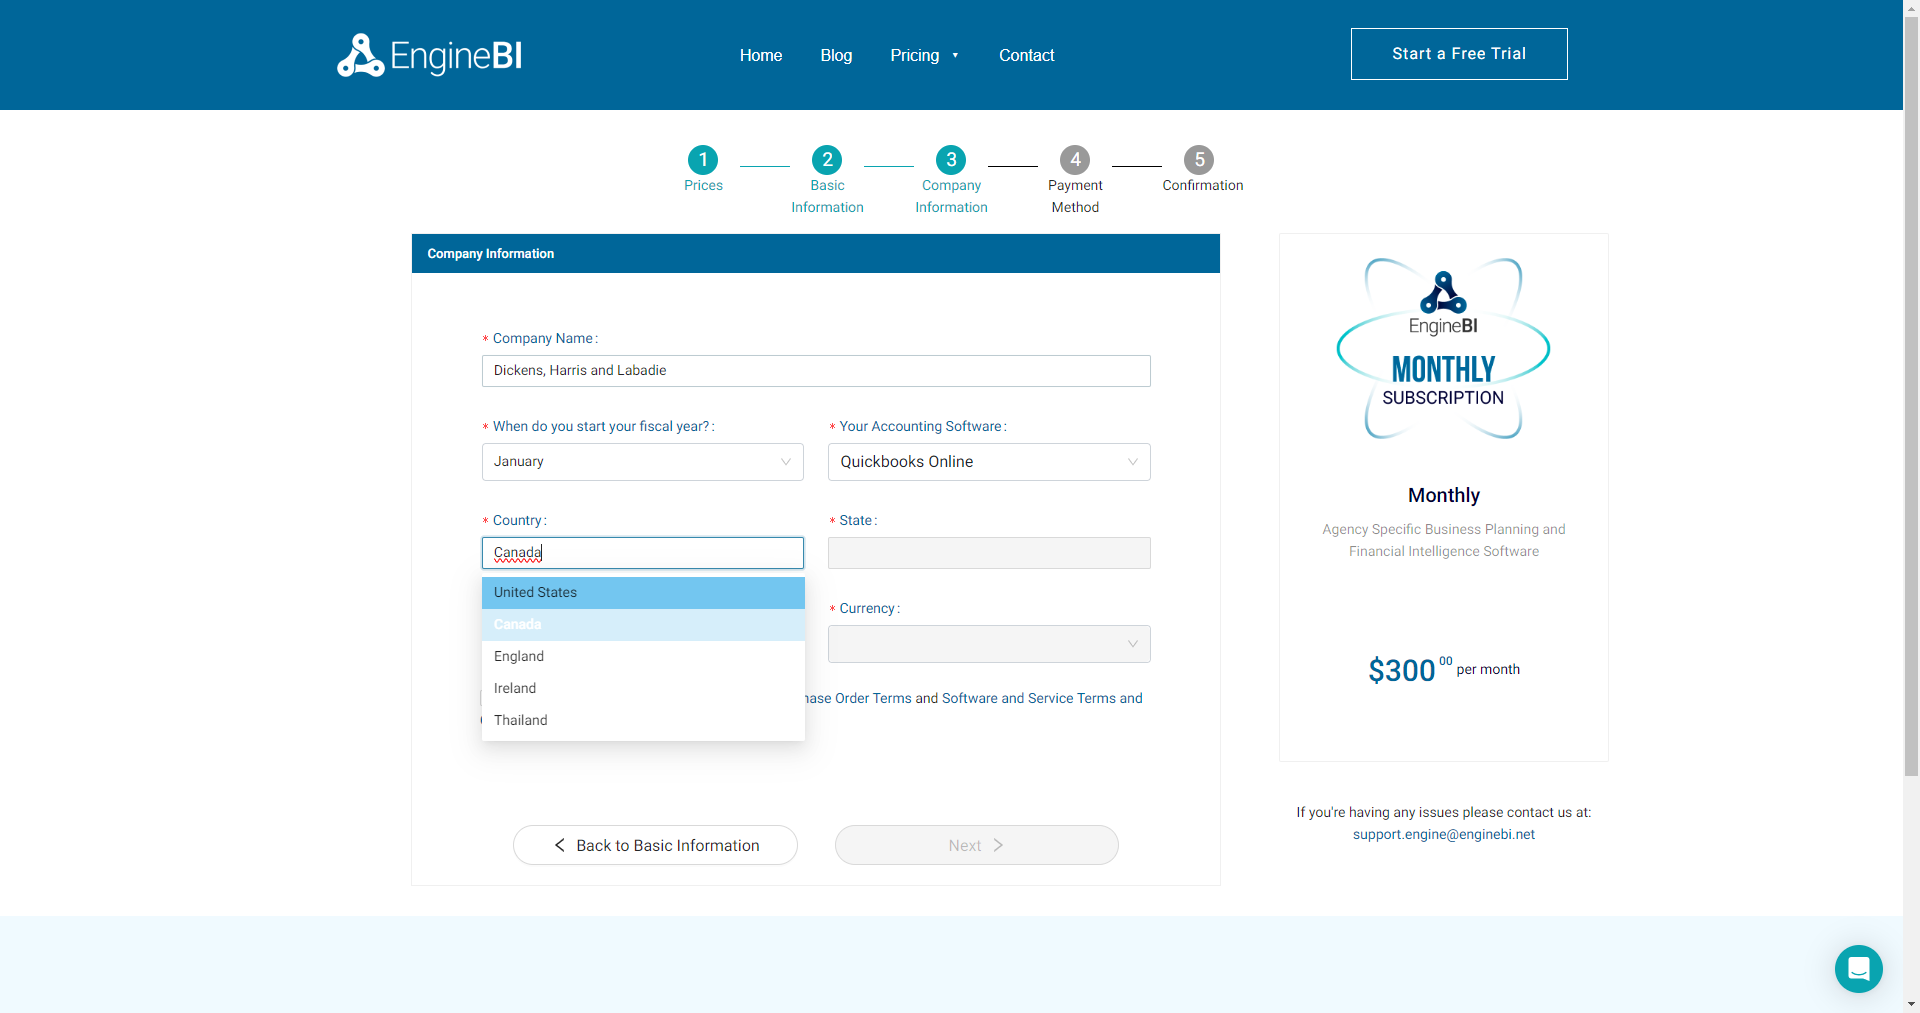 EngineBI
Home Blog Pricing ▼ Contact
Start a Free Trial
1 2 3 4 5
Prices Basic Information Company Information Payment Method Confirmation
Company Information
* Company Name :
Dickens, Harris and Labadie
* When do you start your fiscal year? :
January
* Your Accounting Software :
Quickbooks Online
* Country :
Canada
* State :
United States
Canada
England
Ireland
Thailand
* Currency :
hase Order Terms and Software and Service Terms and
Back to Basic Information
Next
EngineBI
MONTHLY
SUBSCRIPTION
Monthly
Agency Specific Business Planning and
Financial Intelligence Software
$300 00 per month
If you're having any issues please contact us at:
support.engine@enginebi.net